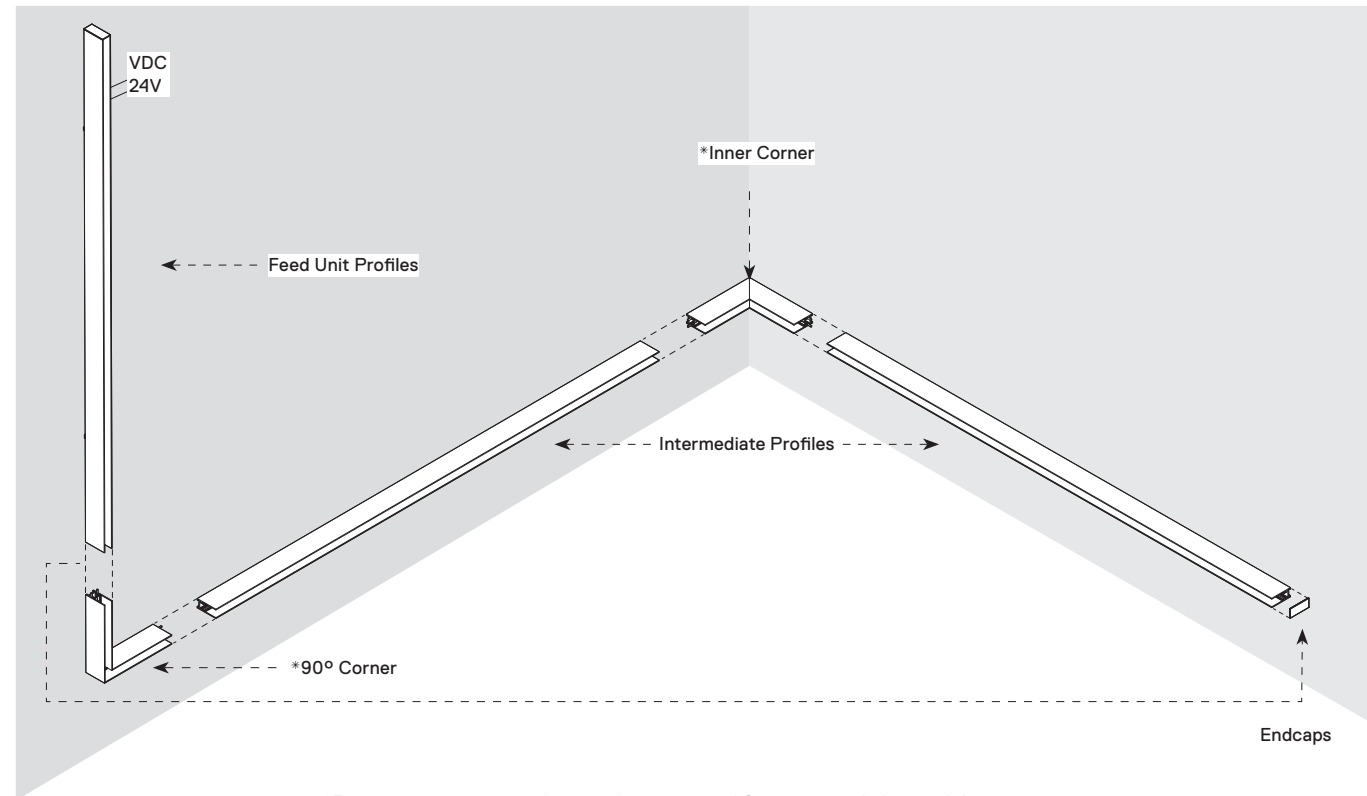 VDC
24V
*Inner Corner
Feed Unit Profiles
Intermediate Profiles
*90º Corner
Endcaps